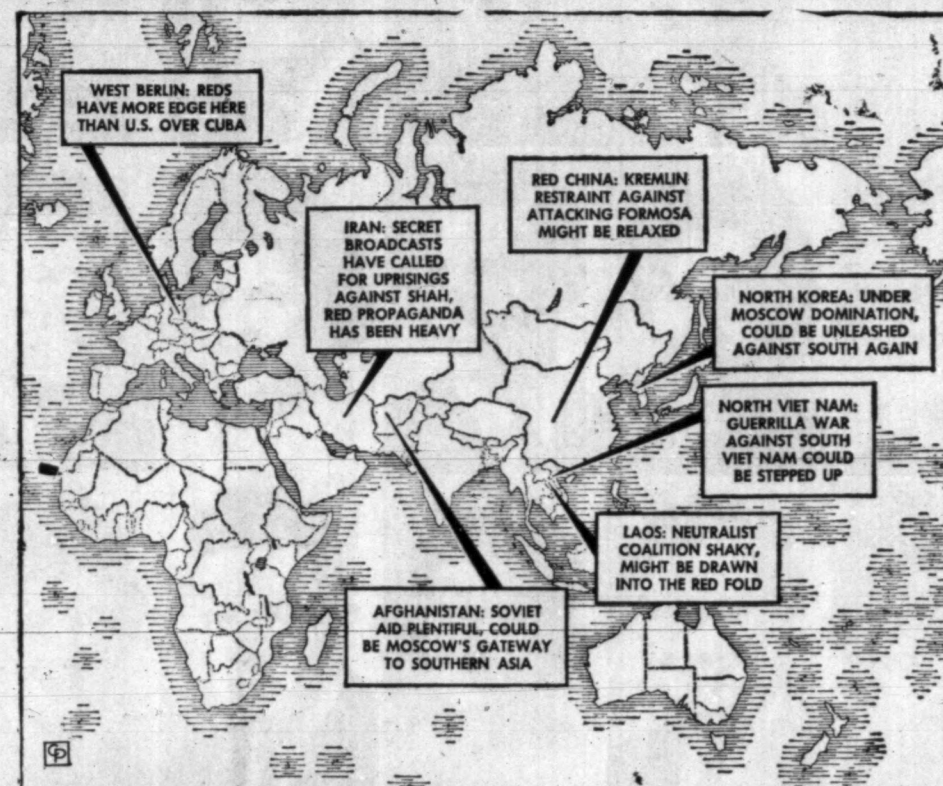 WEST BERLIN: REDS
HAVE MORE EDGE HERE
THAN U.S. OVER CUBA
RED CHINA: KREMLIN
RESTRAINT AGAINST
ATTACKING FORMOSA
MIGHT BE RELAXED
IRAN: SECRET
BROADCASTS
HAVE CALLED
FOR UPRISINGS
AGAINST SHAH,
RED PROPAGANDA
HAS BEEN HEAVY
NORTH KOREA: UNDER
MOSCOW DOMINATION,
COULD BE UNLEASHED
AGAINST SOUTH AGAIN
NORTH VIET NAM:
GUERRILLA WAR
AGAINST SOUTH
VIET NAM COULD
BE STEPPED UP
LAOS: NEUTRALIST
COALITION SHAKY,
MIGHT BE DRAWN
INTO THE RED FOLD
AFGHANISTAN: SOVIET
AID PLENTIFUL, COULD
BE MOSCOW'S GATEWAY
TO SOUTHERN ASIA
CP